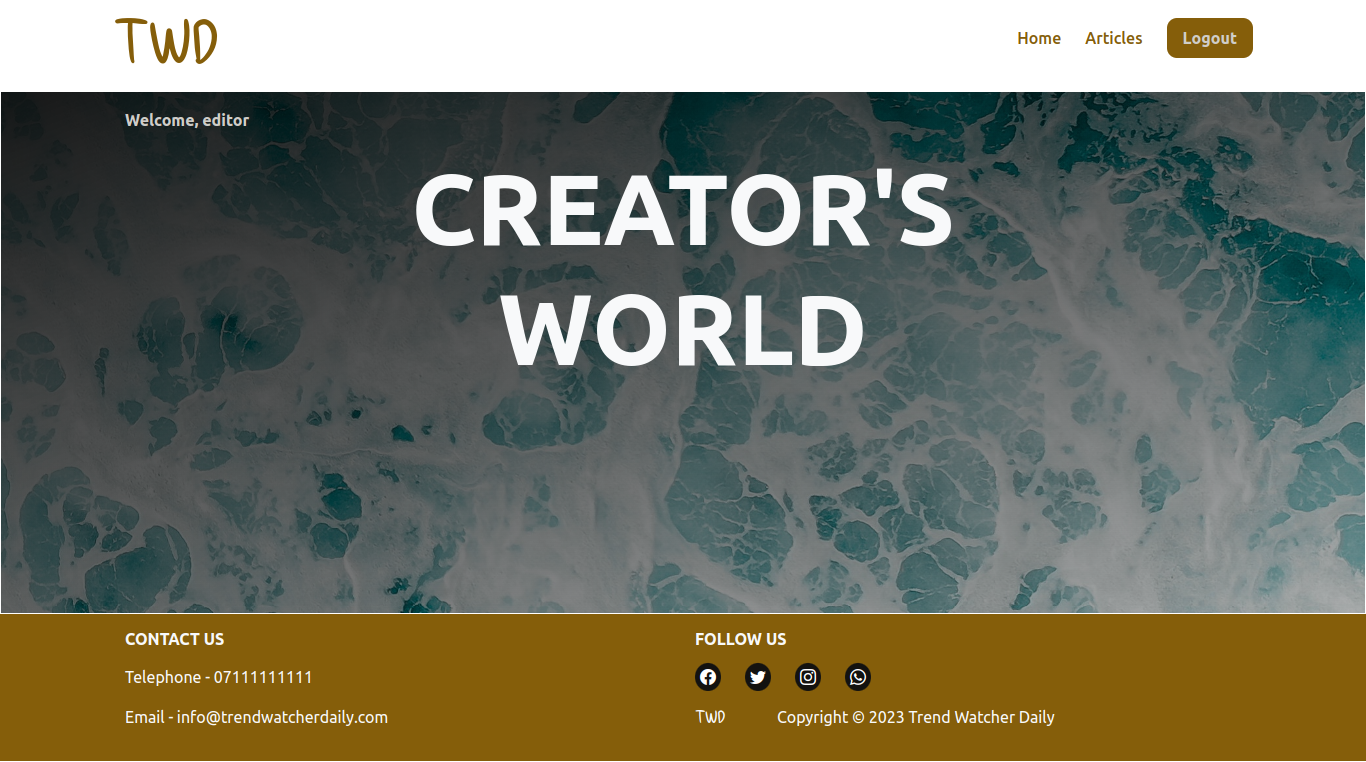 TWD
Home Articles Logout
Welcome, editor
CREATOR'S
WORLD
CONTACT US
Telephone - 07111111111
Email - info@trendwatcherdaily.com
FOLLOW US
TWD Copyright © 2023 Trend Watcher Daily